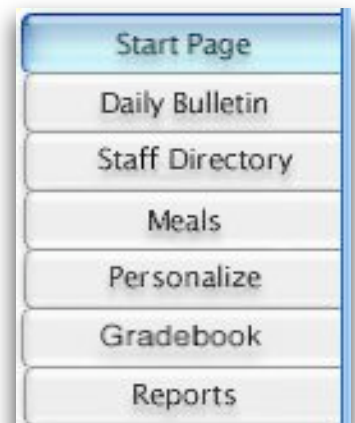 Start Page
Daily Bulletin
Staff Directory
Meals
Personalize
Gradebook
Reports